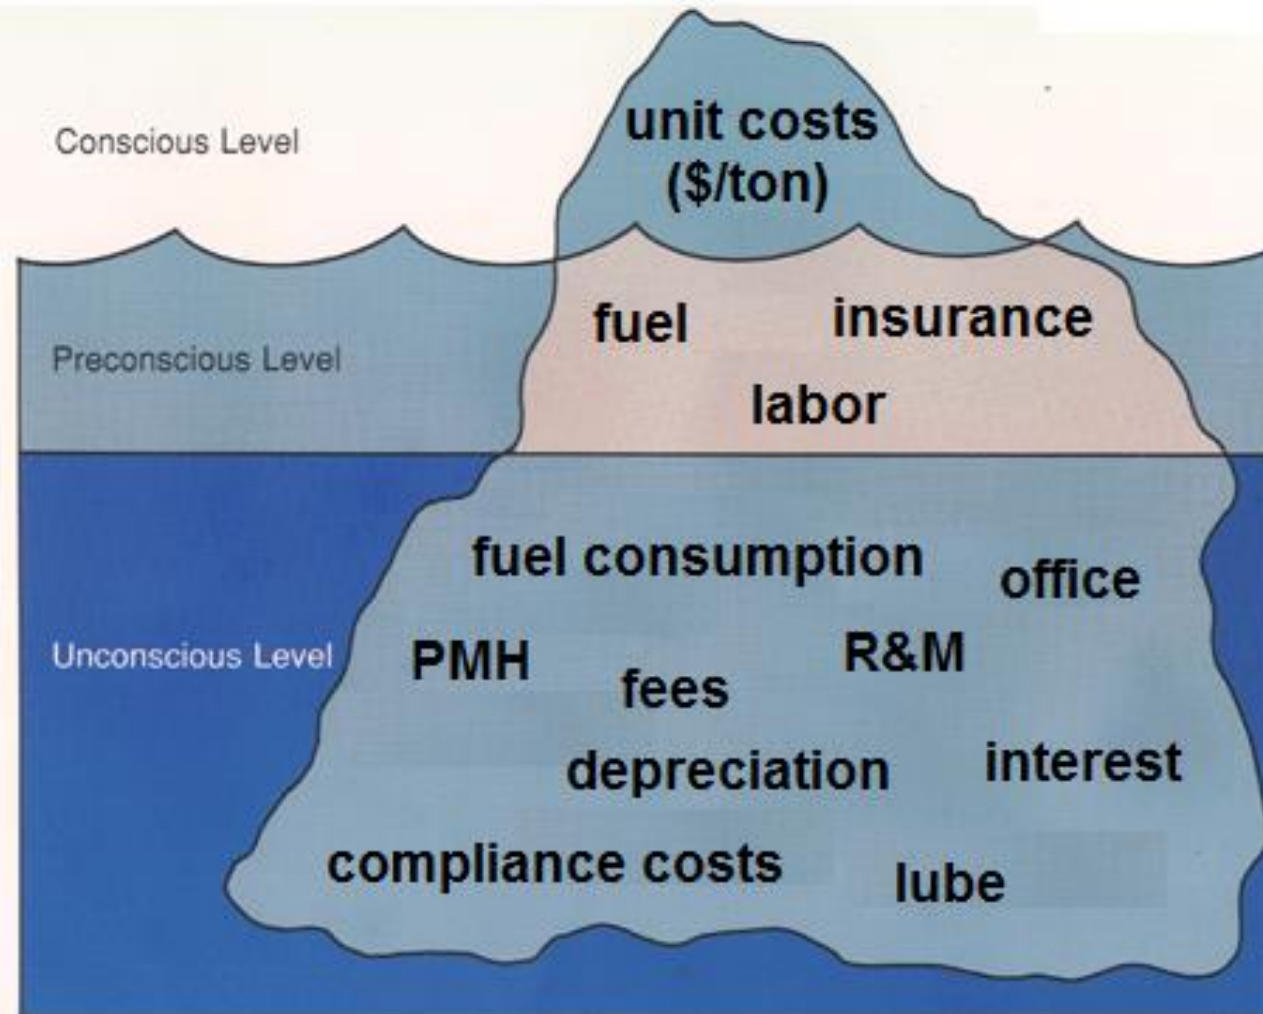 Conscious Level
unit costs
($/ton)
Preconscious Level
fuel
insurance
labor
Unconscious Level
fuel consumption
office
PMH
R&M
fees
depreciation
interest
compliance costs
lube